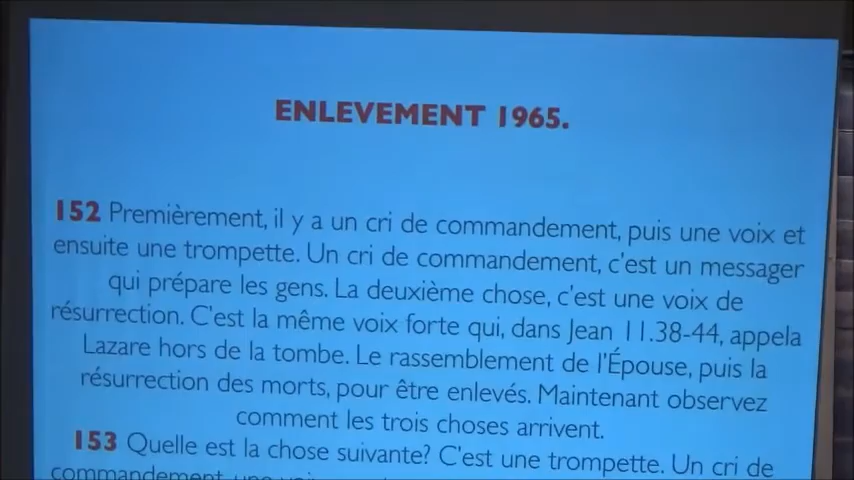 ENLEVEMENT 1965.
152 Premièrement, il y a un cri de commandement, puis une voix et
ensuite une trompette. Un cri de commandement, c'est un messager
qui prépare les gens. La deuxième chose, c'est une voix de
résurrection. C'est la même voix forte qui, dans Jean 11.38-44, appela
Lazare hors de la tombe. Le rassemblement de l'Épouse, puis la
résurrection des morts, pour être enlevés. Maintenant observez
comment les trois choses arrivent.
153 Quelle est la chose suivante? C'est une trompette. Un cri de
commandement, une voix